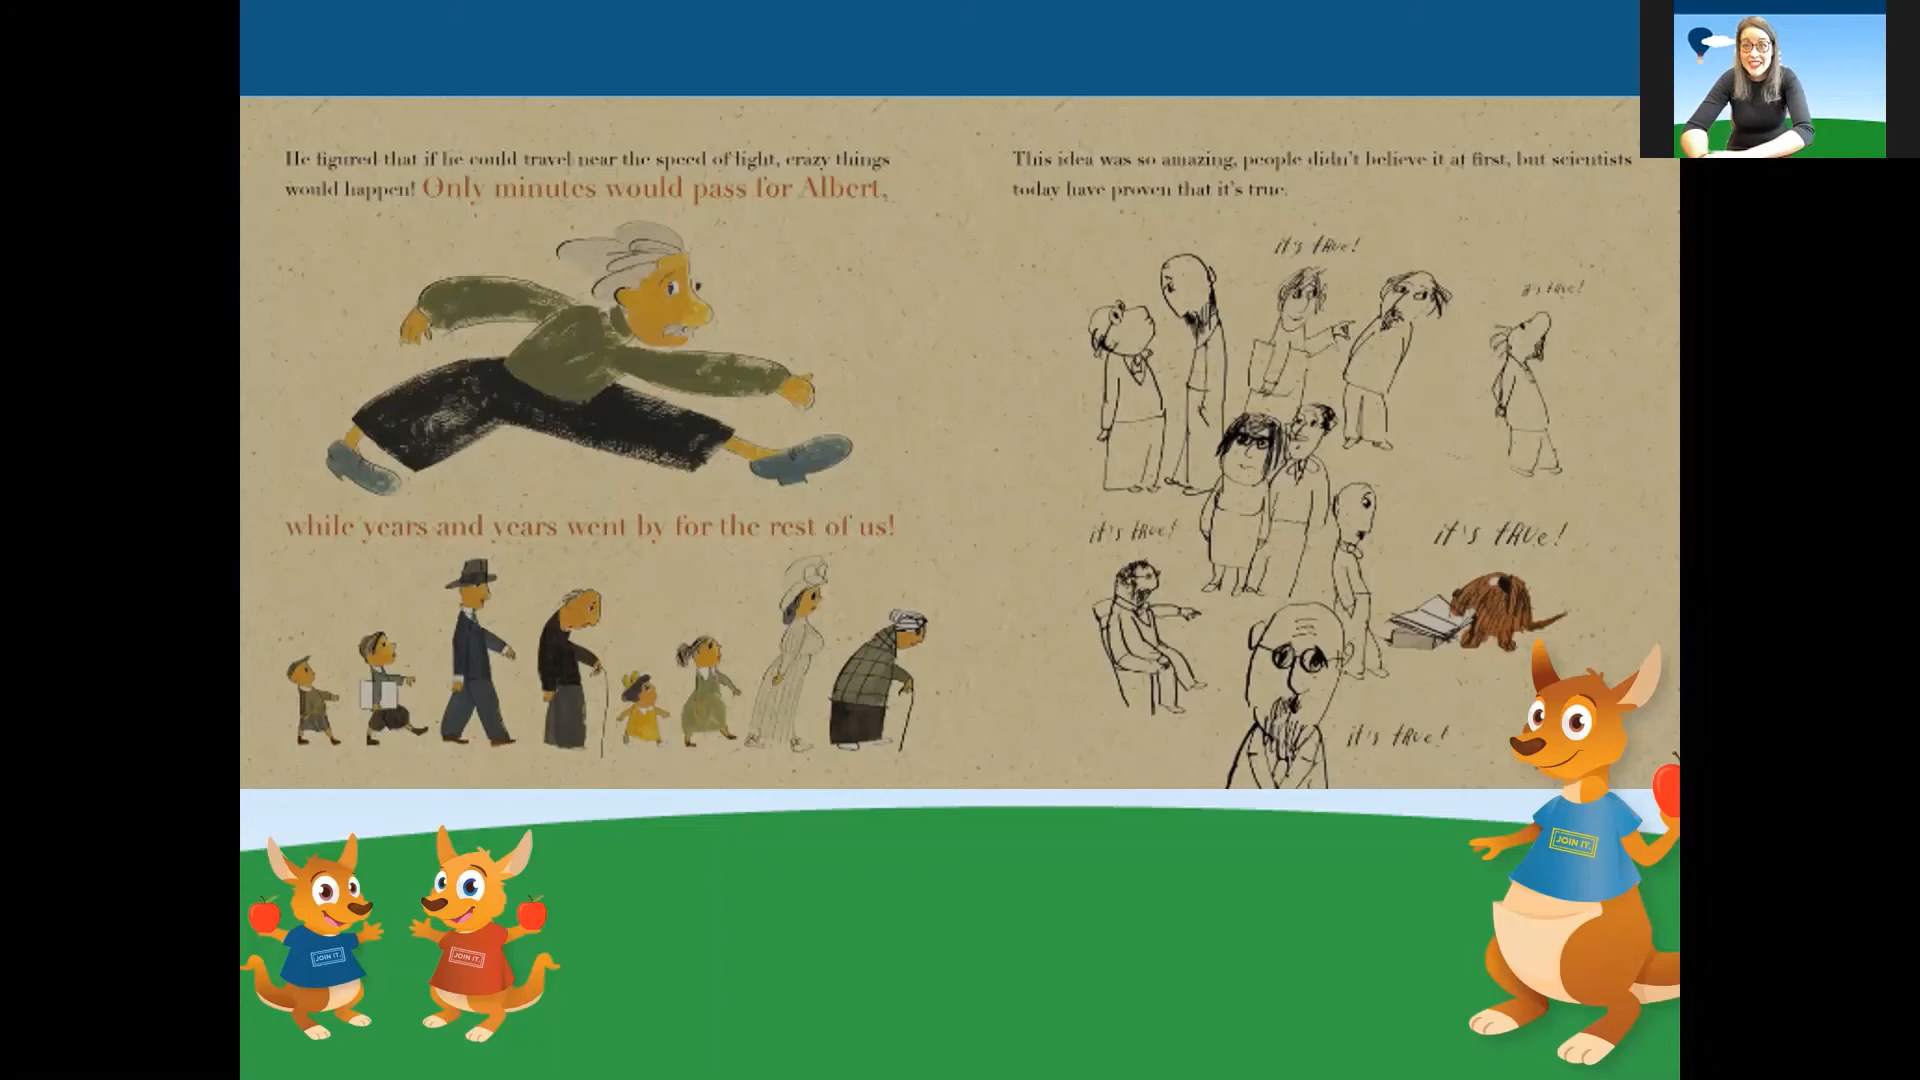 He figured that if he could travel near the speed of light, crazy things
would happen! Only minutes would pass for Albert,
while years and years went by for the rest of us!
This idea was so amazing, people didn't believe it at first, but scientists
today have proven that it's true.
it's true!
it's true!
it's true!
it's true!
it's true!
JOIN IT.
JOIN IT.
JOIN IT.